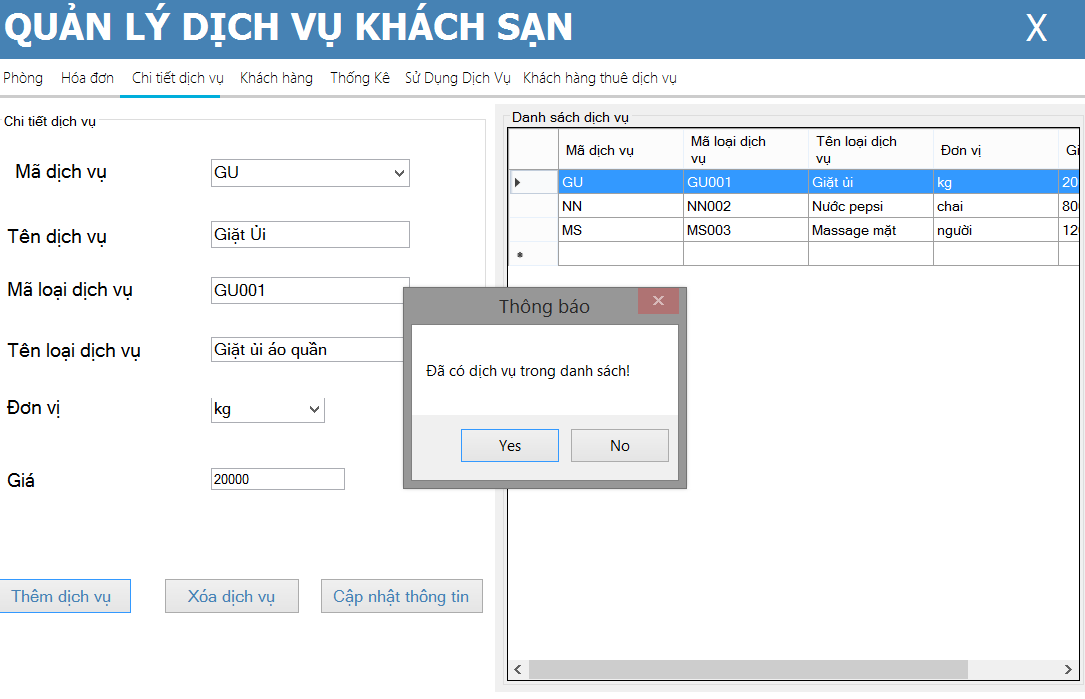 QUẢN LÝ DỊCH VỤ KHÁCH SẠN X
Phòng Hóa đơn Chi tiết dịch vụ Khách hàng Thống Kê Sử Dụng Dịch Vụ Khách hàng thuê dịch vụ
Chi tiết dịch vụ
Mã dịch vụ GU
Tên dịch vụ Giặt Ủi
Mã loại dịch vụ GU001
Tên loại dịch vụ Giặt ủi áo quần
Đơn vị kg
Giá 20000
Thêm dịch vụ Xóa dịch vụ Cập nhật thông tin
Danh sách dịch vụ
Mã dịch vụ Mã loại dịch vụ Tên loại dịch vụ Đơn vị Gi
GU GU001 Giặt ủi kg 20
NN NN002 Nước pepsi chai 80
MS MS003 Massage mặt người 12
Thông báo
Đã có dịch vụ trong danh sách!
Yes No